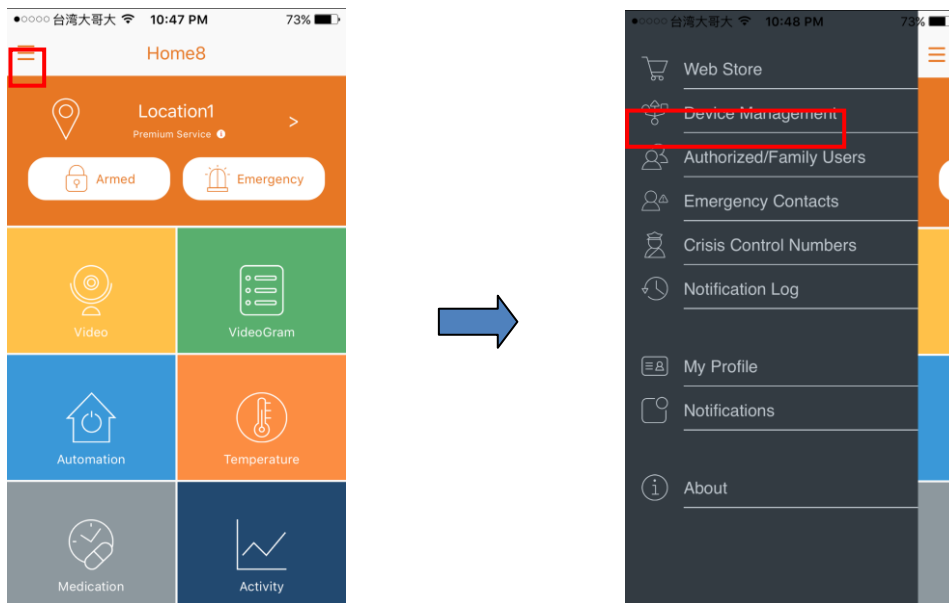 台湾大哥大 10:47 PM 73%
Home8
Location1
Premium Service
>
Armed
Emergency
Video
VideoGram
Automation
Temperature
Medication
Activity
台湾大哥大 10:48 PM 73%
Web Store
Device Management
Authorized/Family Users
Emergency Contacts
Crisis Control Numbers
Notification Log
My Profile
Notifications
About